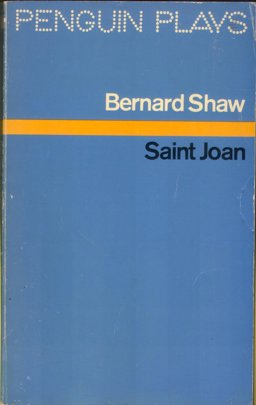 PENGUIN PLAYS
Bernard Shaw
Saint Joan